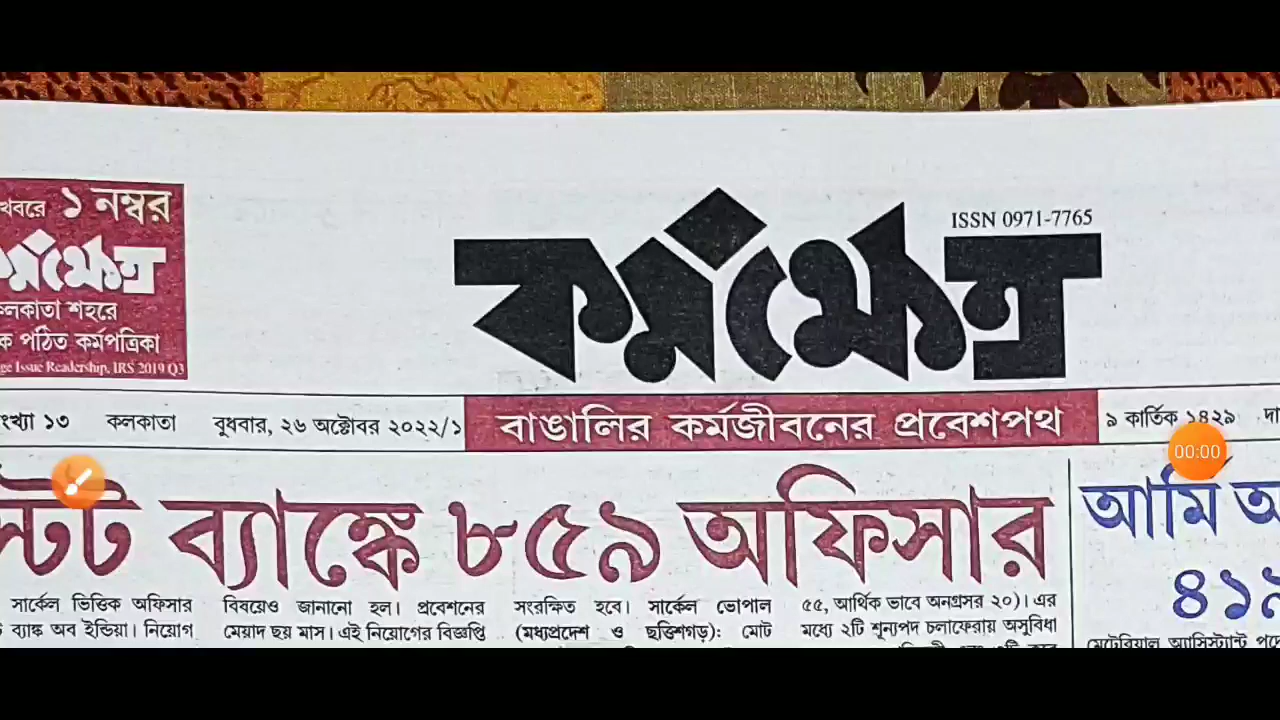 খবরে ১ নম্বর
কর্মক্ষেত্র
কলকাতা শহরে
পঠিত কর্মপত্রিকা
Issue Readership, IRS 2019 Q3
ISSN 0971-7765
কর্মক্ষেত্র
১৩ কলকাতা বুধবার, ২৬ অক্টোবর ২০২২/১
বাঙালির কর্মজীবনের প্রবেশপথ
৯ কার্তিক ১৪২৯
00:00
স্টেট ব্যাঙ্কে ৮৫৯ অফিসার
সার্কেল ভিত্তিক অফিসার
ব্যাঙ্ক অব ইন্ডিয়া। নিয়োগ
বিষয়েও জানানো হল। প্রবেশনের
মেয়াদ ছয় মাস। এই নিয়োগের বিজ্ঞপ্তি
সংরক্ষিত হবে। সার্কেল ভোপাল
(মধ্যপ্রদেশ ও ছত্তিশগড়): মোট
৫৫, আর্থিক ভাবে অনগ্রসর ২০)। এর
মধ্যে ২টি শূন্যপদ চলাফেরায় অসুবিধা
আমি
৪১৯
মেটেরিয়াল অ্যাসিস্ট্যান্ট